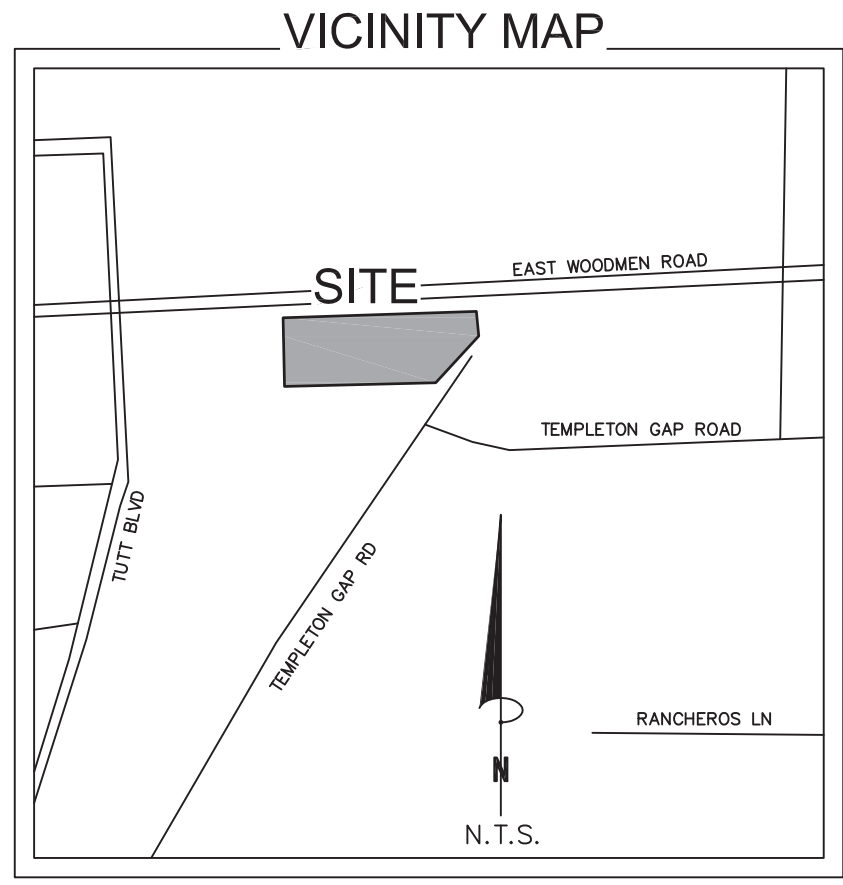 VICINITY MAP
EAST WOODMEN ROAD
SITE
TEMPLETON GAP ROAD
TUTT BLVD
TEMPLETON GAP RD
RANCHEROS LN
N
N.T.S.